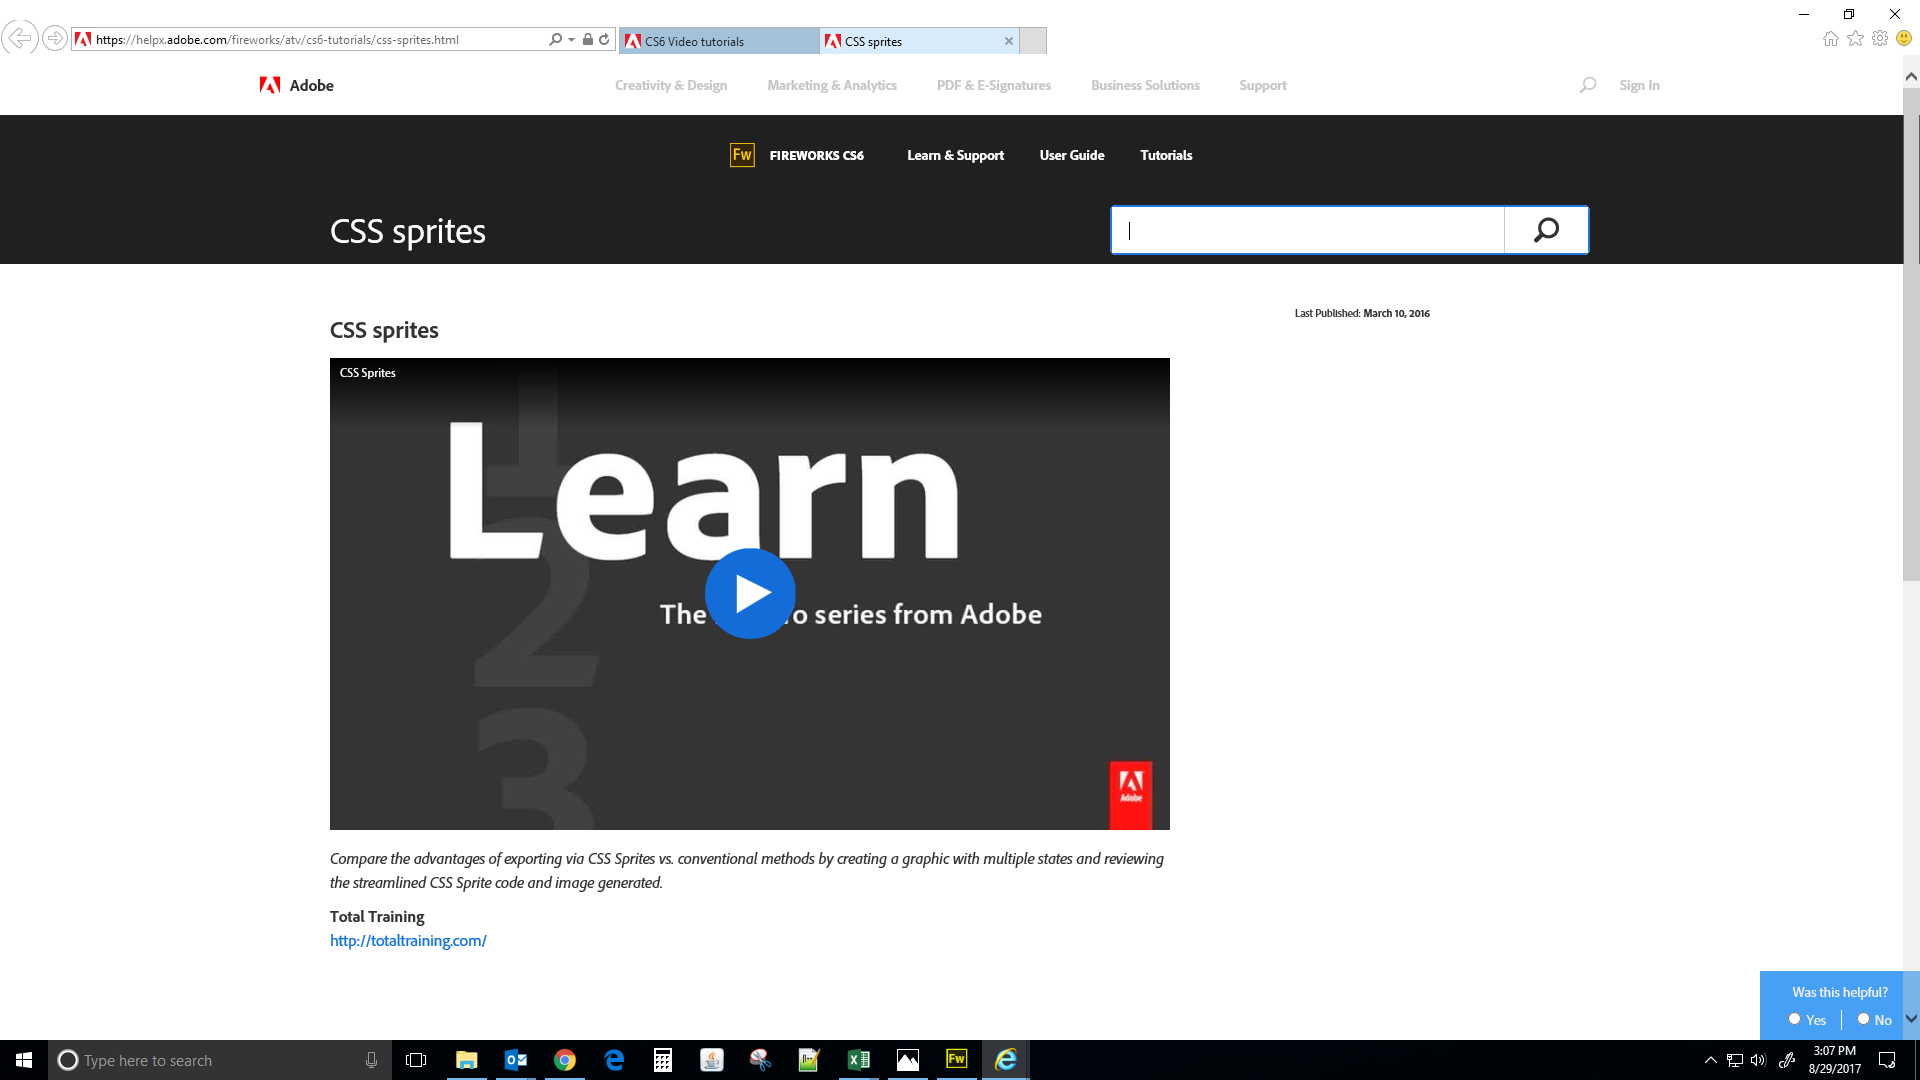 https://helpx.adobe.com/fireworks/atv/cs6-tutorials/css-sprites.html
CS6 Video tutorials
CSS sprites
Adobe
Creativity & Design
Marketing & Analytics
PDF & E-Signatures
Business Solutions
Support
Sign In
Fw
FIREWORKS CS6
Learn & Support
User Guide
Tutorials
CSS sprites
Last Published: March 10, 2016
CSS sprites
CSS Sprites
1
Learn
2
The
o series from Adobe
3
Adobe
Compare the advantages of exporting via CSS Sprites vs. conventional methods by creating a graphic with multiple states and reviewing
the streamlined CSS Sprite code and image generated.
Total Training
http://totaltraining.com/
Was this helpful?
Yes
No
Type here to search
Fw
3:07 PM
8/29/2017